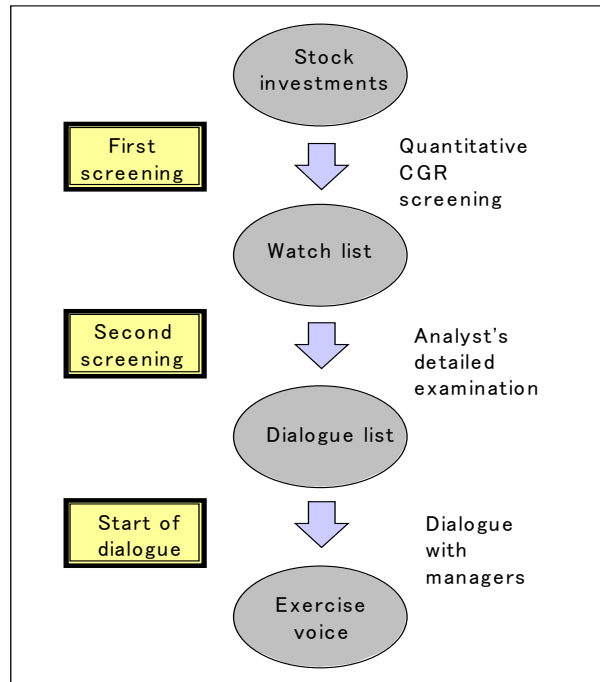 Stock
investments
First
screening
Quantitative
CGR
screening
Watch list
Second
screening
Analyst's
detailed
examination
Dialogue list
Start of
dialogue
Dialogue
with
managers
Exercise
voice